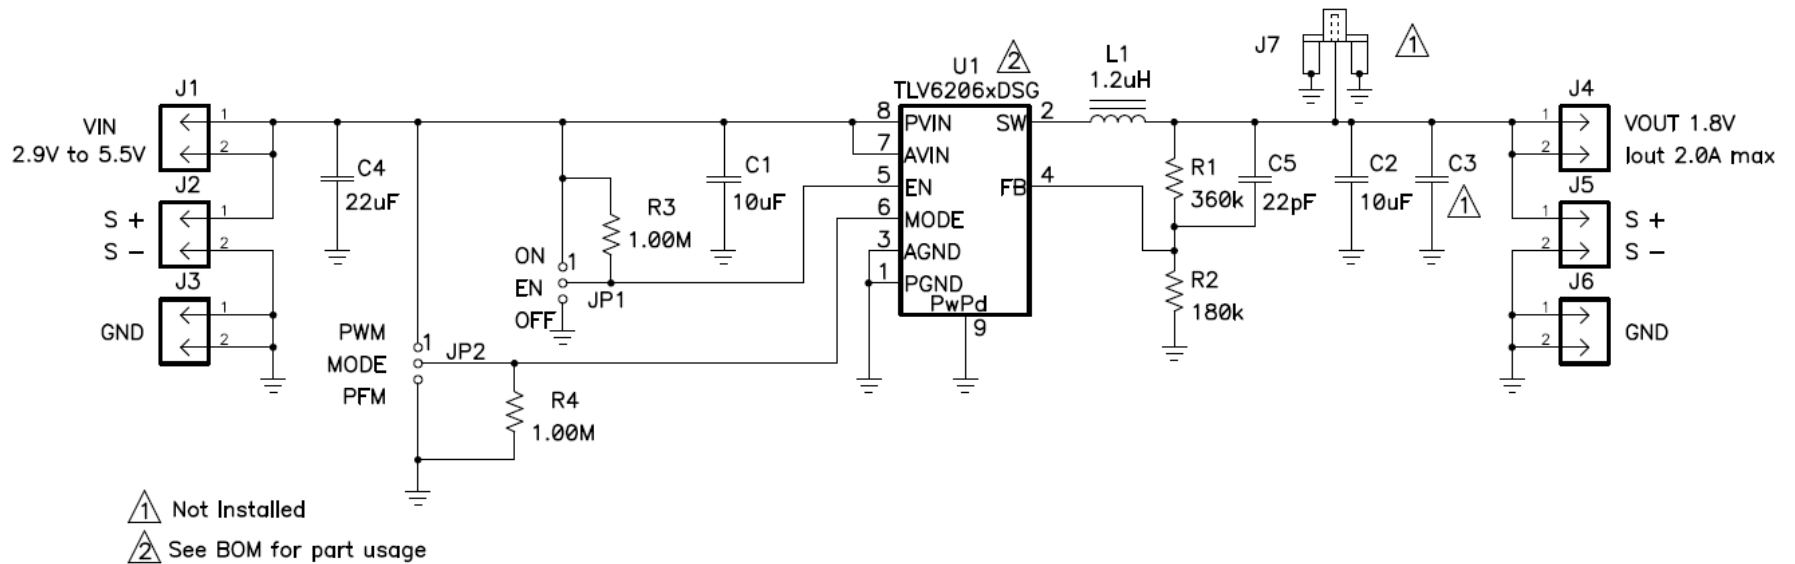 J7
1
U1
2
TLV6206xDSG
L1
1.2uH
J1
VIN
2.9V to 5.5V
1
2
J2
S +
S -
1
2
J3
GND
1
2
C4
22uF
ON
EN
OFF
1
JP1
R3
1.00M
C1
10uF
PWM
MODE
PFM
1
JP2
R4
1.00M
8
7
5
6
3
1
PVIN
AVIN
EN
MODE
AGND
PGND
PwPd
9
SW
2
FB
4
R1
360k
C5
22pF
C2
10uF
C3
1
R2
180k
J4
1
2
VOUT 1.8V
Iout 2.0A max
J5
1
2
S +
S -
J6
1
2
GND
1 Not Installed
2 See BOM for part usage